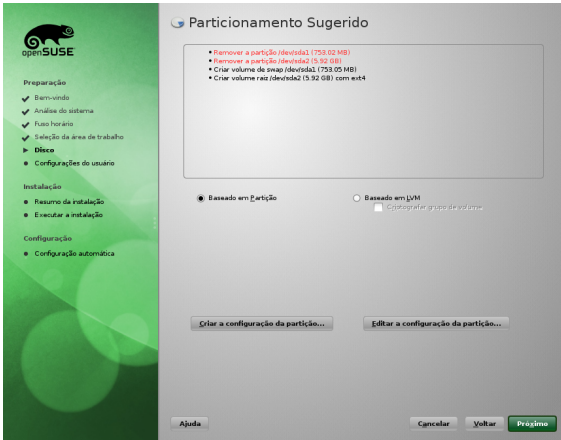 openSUSE
Preparação
Bem-vindo
Análise do sistema
Fuso horário
Seleção da área de trabalho
Disco
Configurações do usuário
Instalação
Resumo da instalação
Executar a instalação
Configuração
Configuração automática
Particionamento Sugerido
Remover a partição /dev/sda1 (753.02 MB)
Remover a partição /dev/sda2 (5.92 GB)
Criar volume de swap /dev/sda1 (753.05 MB)
Criar volume raiz /dev/sda2 (5.92 GB) com ext4
Baseado em Partição
Baseado em LVM
Criptografar grupo de volume
Criar a configuração da partição...
Editar a configuração da partição...
Ajuda
Cancelar
Voltar
Próximo